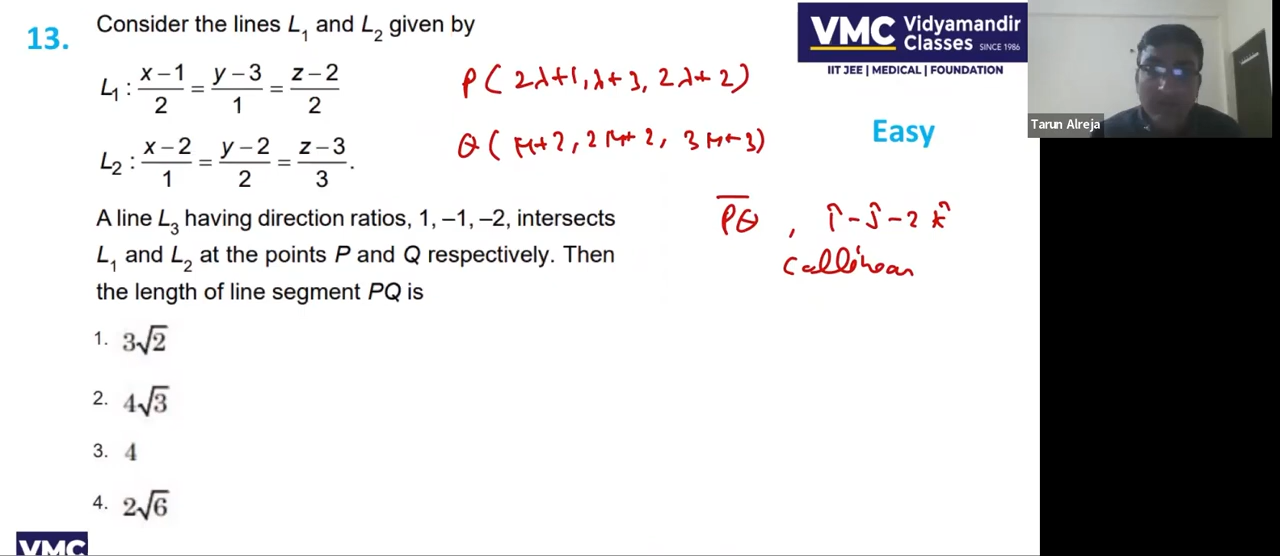 13.
Consider the lines L₁ and L₂ given by
L₁ : (x – 1)/2 = (y – 3)/1 = (z – 2)/2
L₂ : (x – 2)/1 = (y – 2)/2 = (z – 3)/3.
A line L₃ having direction ratios, 1, –1, –2, intersects
L₁ and L₂ at the points P and Q respectively. Then
the length of line segment PQ is
1. 3√2
2. 4√3
3. 4
4. 2√6
P ( 2λ+1, λ+3, 2λ+2 )
Q ( μ+2, 2μ+2, 3μ+3 )
PQ , î – ĵ – 2k̂
Collinear
VMC Vidyamandir
Classes SINCE 1986
IIT JEE | MEDICAL | FOUNDATION
Easy
Tarun Alreja
VMC